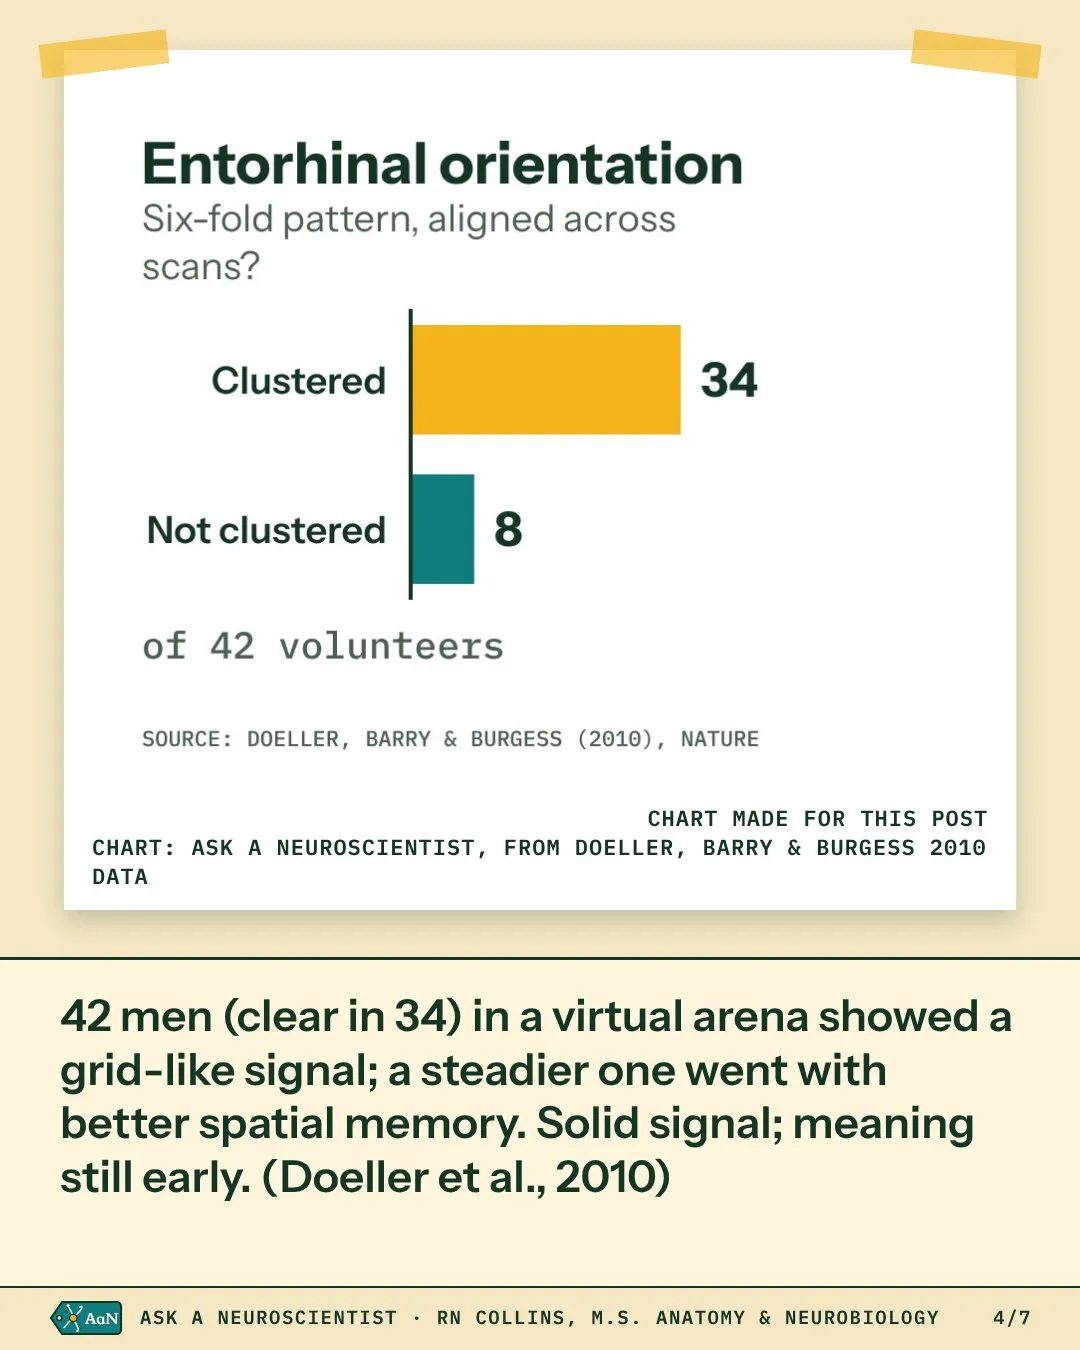 Entorhinal orientation
Six-fold pattern, aligned across
scans?
Clustered
34
Not clustered
8
of 42 volunteers
SOURCE: DOELLER, BARRY & BURGESS (2010), NATURE
CHART MADE FOR THIS POST
CHART: ASK A NEUROSCIENTIST, FROM DOELLER, BARRY & BURGESS 2010
DATA
42 men (clear in 34) in a virtual arena showed a
grid-like signal; a steadier one went with
better spatial memory. Solid signal; meaning
still early. (Doeller et al., 2010)
AaN
ASK A NEUROSCIENTIST · RN COLLINS, M.S. ANATOMY & NEUROBIOLOGY
4/7